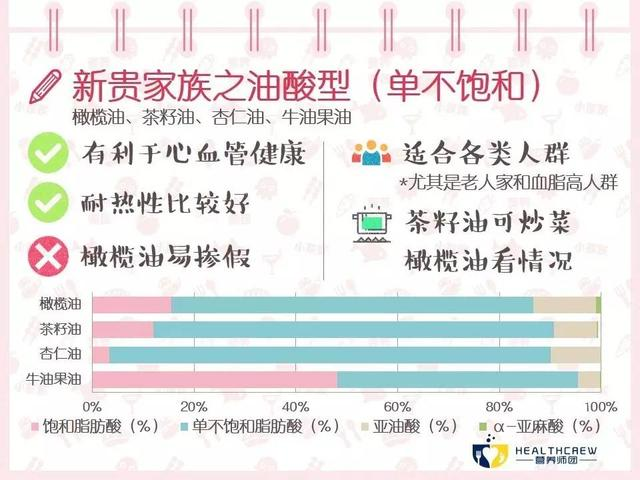 新贵家族之油酸型（单不饱和）
橄榄油、茶籽油、杏仁油、牛油果油
有利于心血管健康
耐热性比较好
橄榄油易掺假
适合各类人群
*尤其是老人家和血脂高人群
茶籽油可炒菜
橄榄油看情况
橄榄油
茶籽油
杏仁油
牛油果油
0% 20% 40% 60% 80% 100%
饱和脂肪酸（%） 单不饱和脂肪酸（%） 亚油酸（%） α-亚麻酸（%）
HEALTHCREW
营养师团